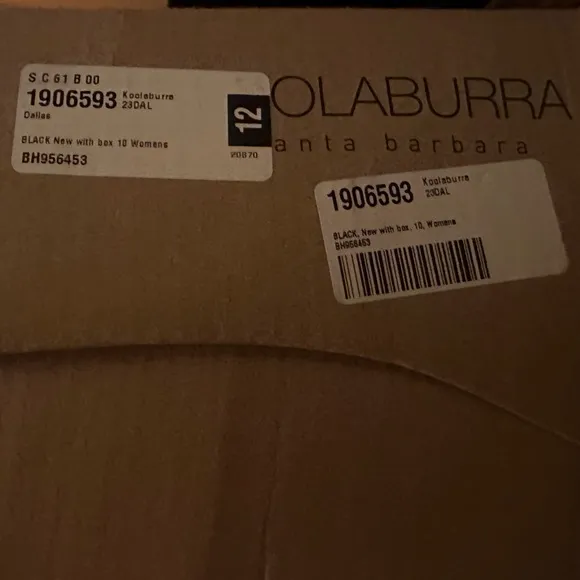 S C 61 B 00
1906593 Koolaburra
23DAL
Dallas
12
BLACK New with box 10 Womens
BH956453
20870
OLABURRA
anta barbara
1906593 Koolaburra
23DAL
BLACK, New with box, 10, Womens
BH956453